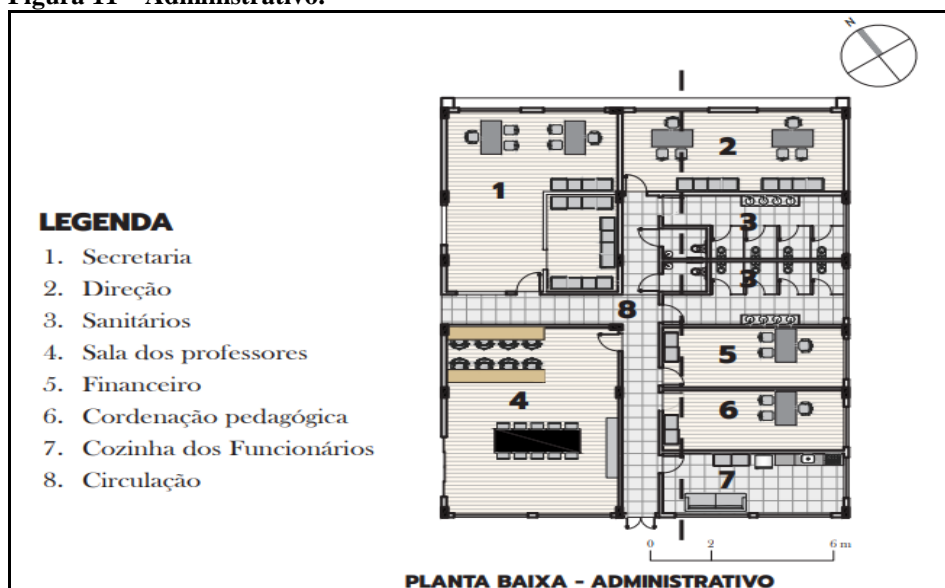 Figura 11 – Administrativo.
N
LEGENDA
1. Secretaria
2. Direção
3. Sanitários
4. Sala dos professores
5. Financeiro
6. Cordenação pedagógica
7. Cozinha dos Funcionários
8. Circulação
1
2
3
3
8
5
4
6
7
0 2 6 m
PLANTA BAIXA - ADMINISTRATIVO